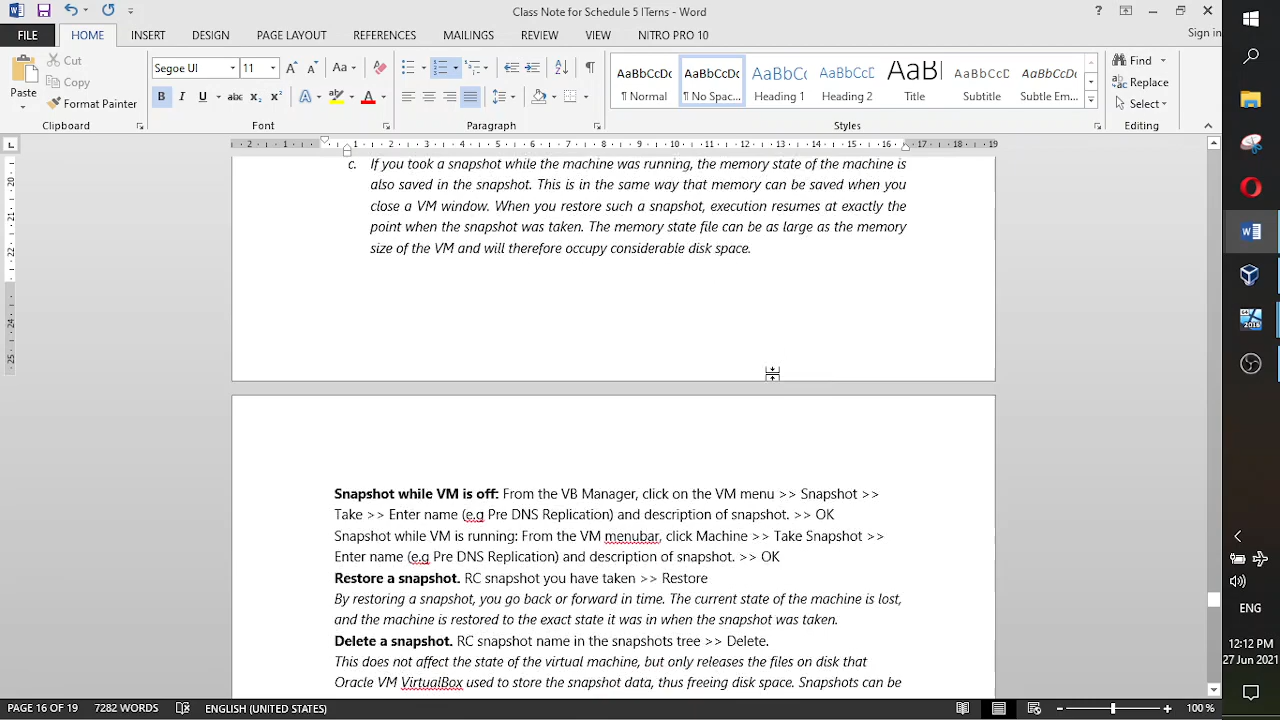 Class Note for Schedule 5 ITerns - Word
FILE HOME INSERT DESIGN PAGE LAYOUT REFERENCES MAILINGS REVIEW VIEW NITRO PRO 10 Sign in
Paste Cut Copy Format Painter
Segoe UI 11
AaBbCcDc AaBbCcDc AaBbCc AaBbCcC AaB AaBbCcD AaBbCcDc
¶ Normal ¶ No Spac... Heading 1 Heading 2 Title Subtitle Subtle Em...
Find Replace Select
Clipboard Font Paragraph Styles Editing
c. If you took a snapshot while the machine was running, the memory state of the machine is
also saved in the snapshot. This is in the same way that memory can be saved when you
close a VM window. When you restore such a snapshot, execution resumes at exactly the
point when the snapshot was taken. The memory state file can be as large as the memory
size of the VM and will therefore occupy considerable disk space.
Snapshot while VM is off: From the VB Manager, click on the VM menu >> Snapshot >>
Take >> Enter name (e.g Pre DNS Replication) and description of snapshot. >> OK
Snapshot while VM is running: From the VM menubar, click Machine >> Take Snapshot >>
Enter name (e.g Pre DNS Replication) and description of snapshot. >> OK
Restore a snapshot. RC snapshot you have taken >> Restore
By restoring a snapshot, you go back or forward in time. The current state of the machine is lost,
and the machine is restored to the exact state it was in when the snapshot was taken.
Delete a snapshot. RC snapshot name in the snapshots tree >> Delete.
This does not affect the state of the virtual machine, but only releases the files on disk that
Oracle VM VirtualBox used to store the snapshot data, thus freeing disk space. Snapshots can be
PAGE 16 OF 19 7282 WORDS ENGLISH (UNITED STATES) 100 %
ENG
12:12 PM
27 Jun 2021